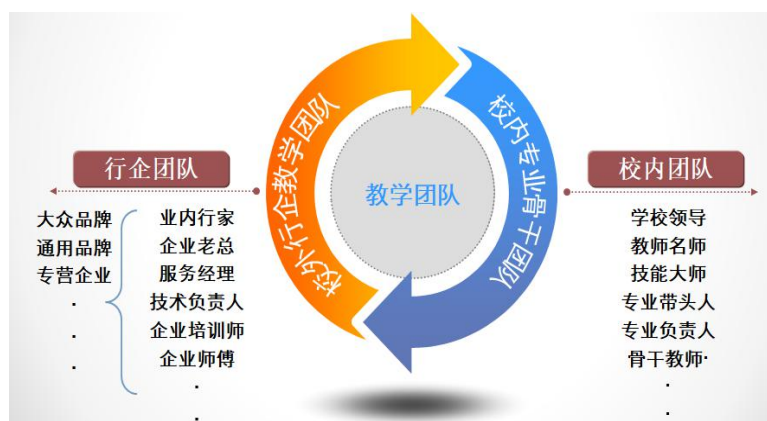 校外行企教学团队
校内专业骨干团队
教学团队
行企团队
大众品牌
通用品牌
专营企业
.
.
.
业内行家
企业老总
服务经理
技术负责人
企业培训师
企业师傅
.
.
校内团队
学校领导
教师名师
技能大师
专业带头人
专业负责人
骨干教师·
.
.